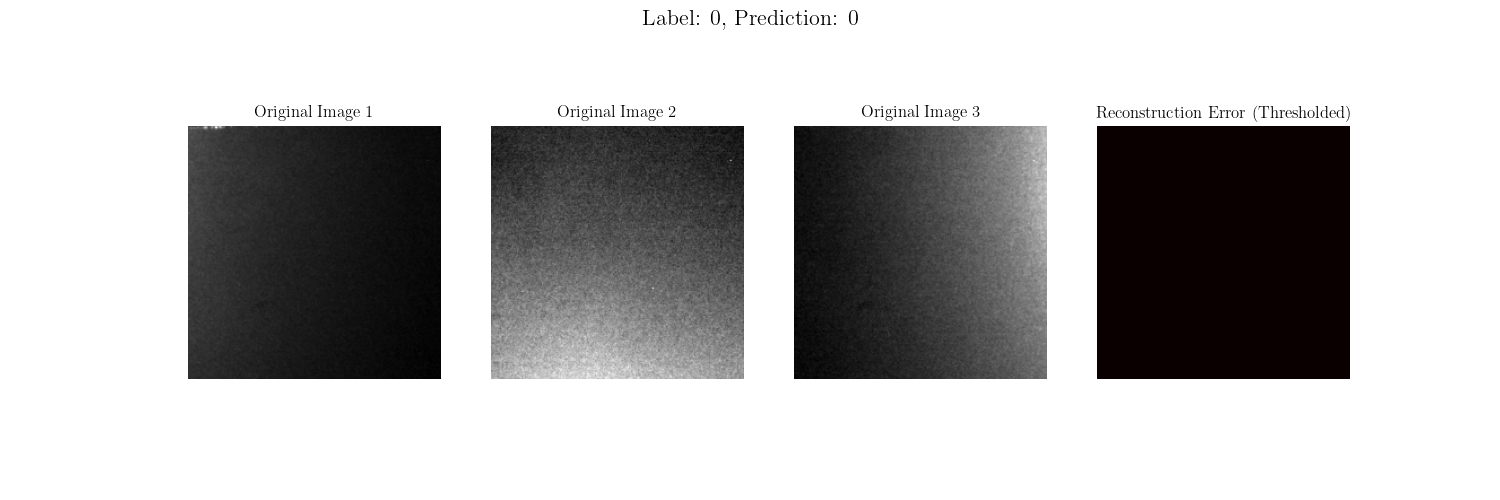 Label: 0, Prediction: 0
Original Image 1
Original Image 2
Original Image 3
Reconstruction Error (Thresholded)